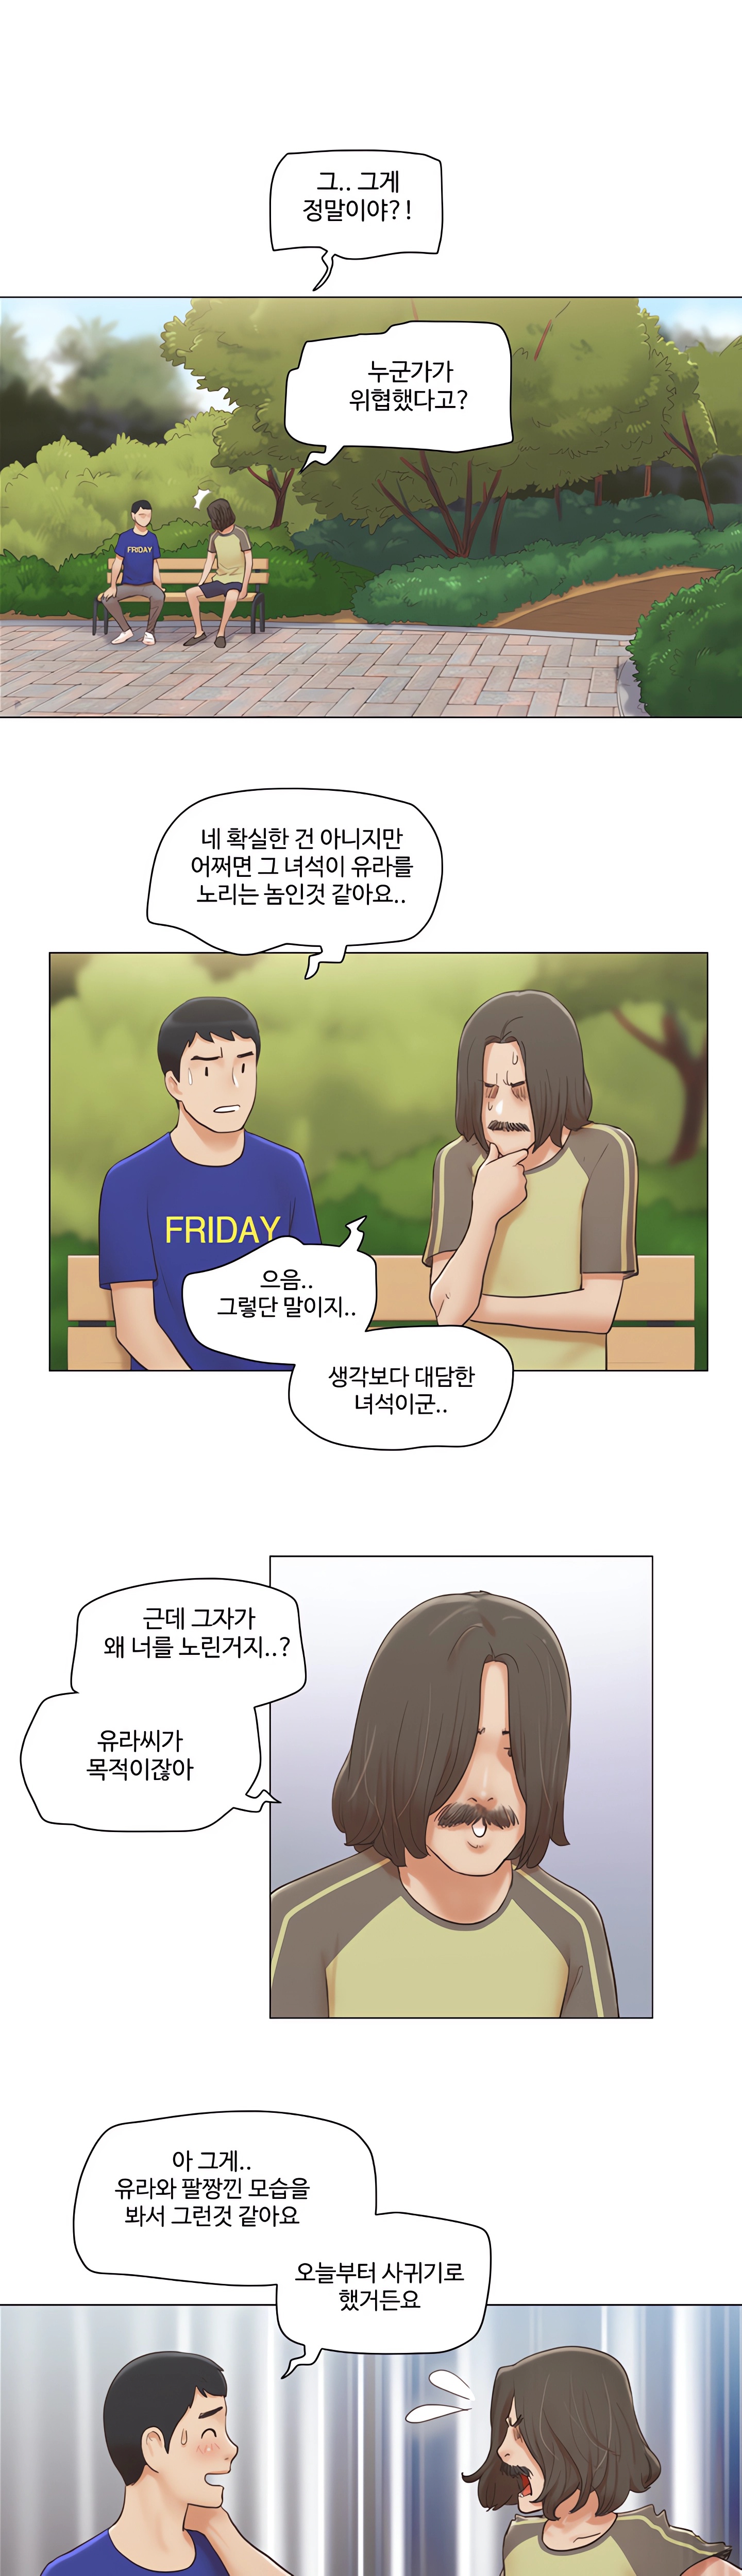 그.. 그게
정말이야?!
누군가가
위협했다고?
FRIDAY
네 확실한 건 아니지만
어쩌면 그 녀석이 유라를
노리는 놈인것 같아요..
FRIDAY
으음..
그렇단 말이지..
생각보다 대담한
녀석이군..
근데 그자가
왜 너를 노린거지..?
유라씨가
목적이잖아
아 그게..
유라와 팔짱낀 모습을
봐서 그런것 같아요
오늘부터 사귀기로
했거든요